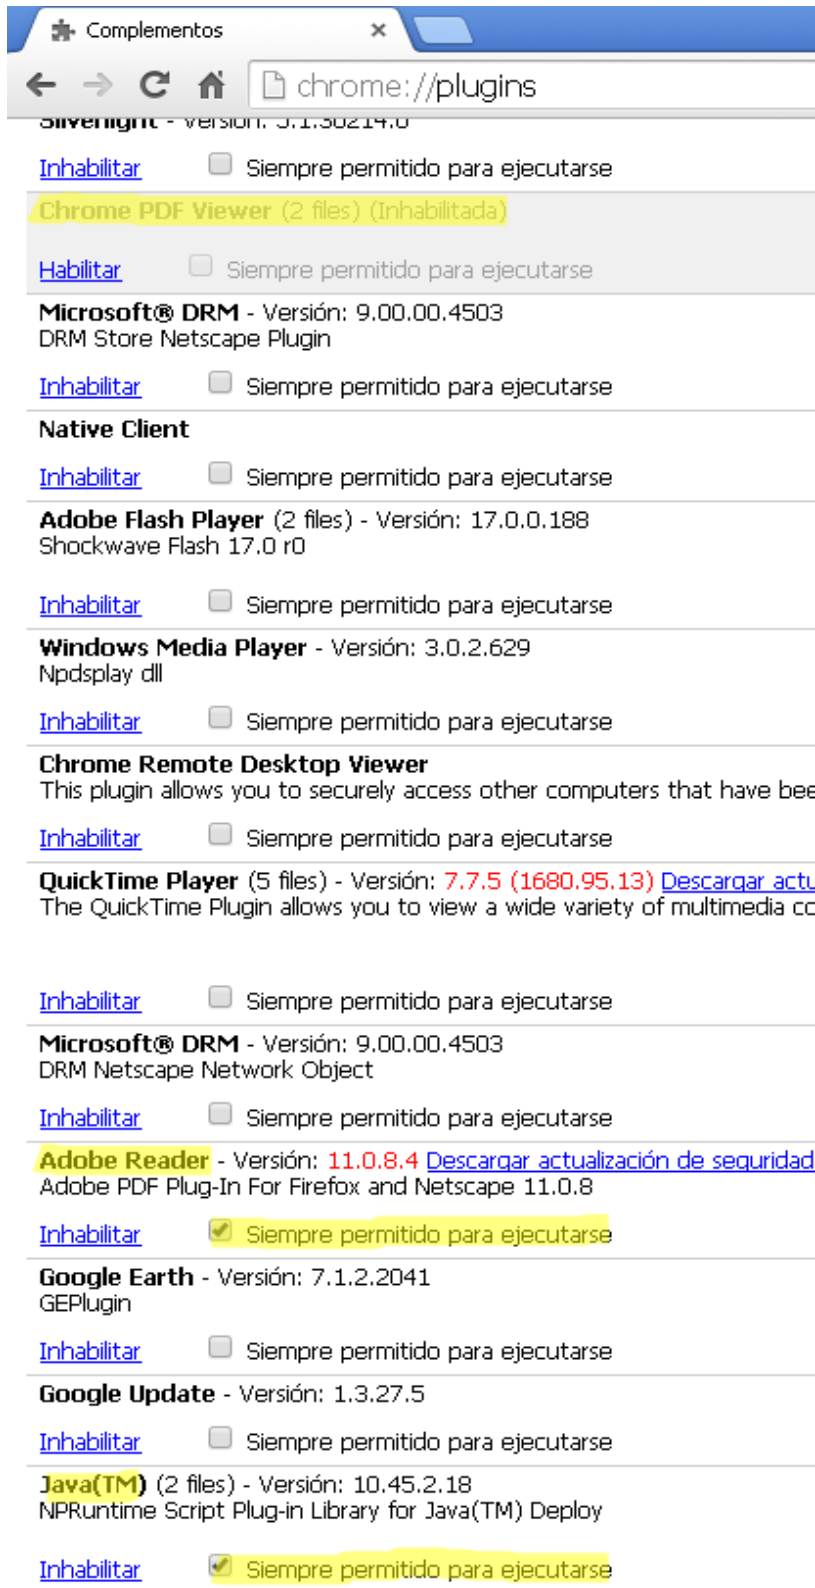 Complementos
chrome://plugins
Silverlight - Versión: 5.1.30214.0
Inhabilitar Siempre permitido para ejecutarse
Chrome PDF Viewer (2 files) (Inhabilitada)
Habilitar Siempre permitido para ejecutarse
Microsoft® DRM - Versión: 9.00.00.4503
DRM Store Netscape Plugin
Inhabilitar Siempre permitido para ejecutarse
Native Client
Inhabilitar Siempre permitido para ejecutarse
Adobe Flash Player (2 files) - Versión: 17.0.0.188
Shockwave Flash 17.0 r0
Inhabilitar Siempre permitido para ejecutarse
Windows Media Player - Versión: 3.0.2.629
Npdsplay dll
Inhabilitar Siempre permitido para ejecutarse
Chrome Remote Desktop Viewer
This plugin allows you to securely access other computers that have bee
Inhabilitar Siempre permitido para ejecutarse
QuickTime Player (5 files) - Versión: 7.7.5 (1680.95.13) Descargar actu
The QuickTime Plugin allows you to view a wide variety of multimedia co
Inhabilitar Siempre permitido para ejecutarse
Microsoft® DRM - Versión: 9.00.00.4503
DRM Netscape Network Object
Inhabilitar Siempre permitido para ejecutarse
Adobe Reader - Versión: 11.0.8.4 Descargar actualización de seguridad
Adobe PDF Plug-In For Firefox and Netscape 11.0.8
Inhabilitar Siempre permitido para ejecutarse
Google Earth - Versión: 7.1.2.2041
GEPlugin
Inhabilitar Siempre permitido para ejecutarse
Google Update - Versión: 1.3.27.5
Inhabilitar Siempre permitido para ejecutarse
Java(TM) (2 files) - Versión: 10.45.2.18
NPRuntime Script Plug-in Library for Java(TM) Deploy
Inhabilitar Siempre permitido para ejecutarse